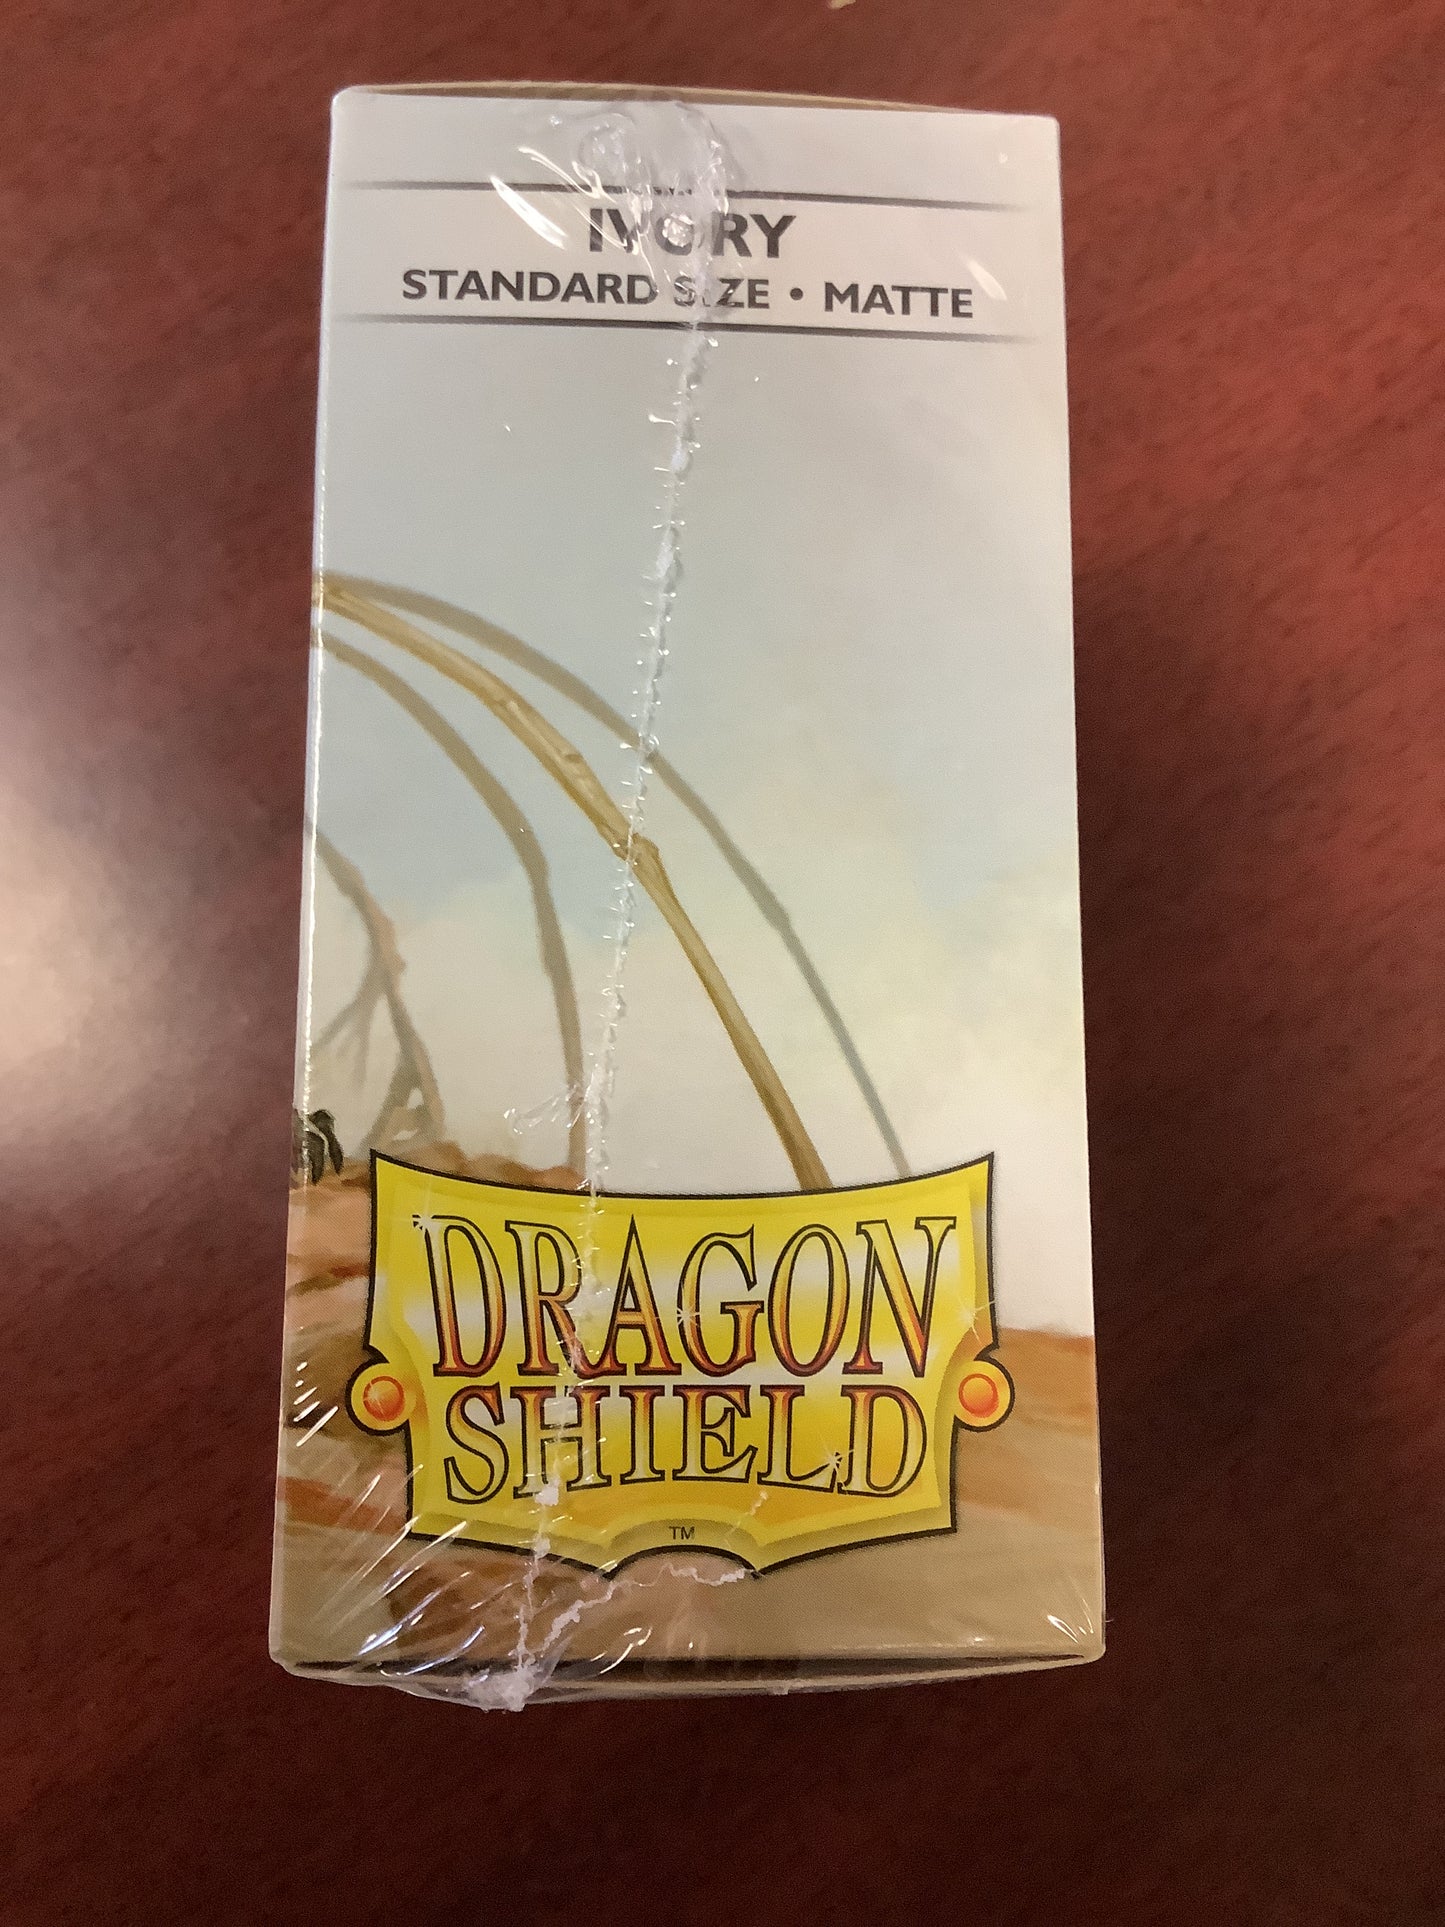 IVORY
STANDARD SIZE • MATTE
DRAGON
SHIELD
TM